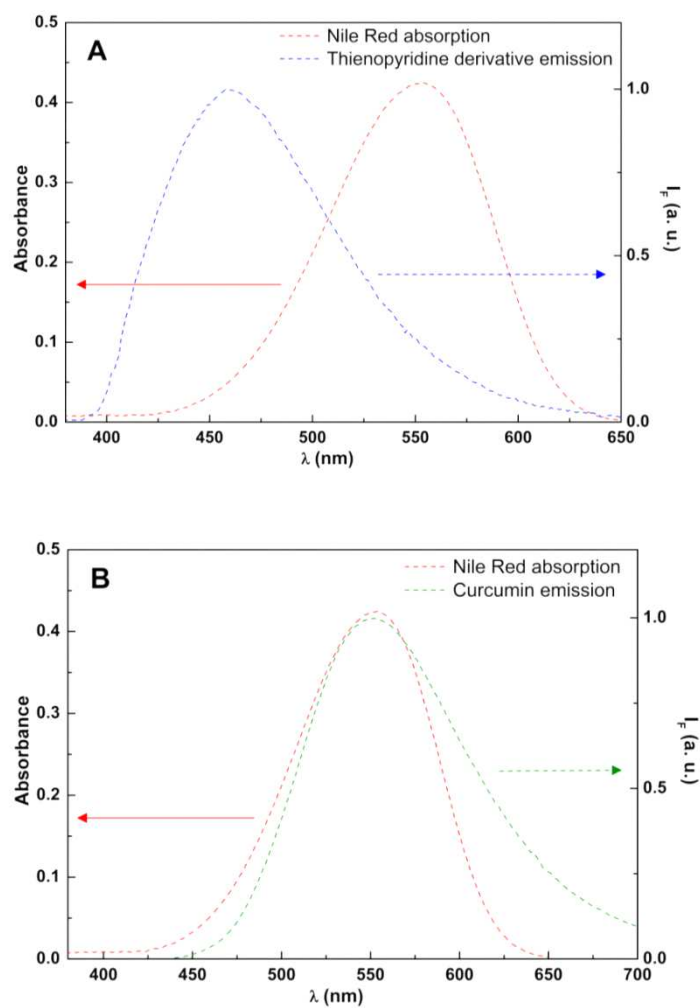 A
Nile Red absorption
Thienopyridine derivative emission
0.5
0.4
0.3
0.2
0.1
0.0
Absorbance
1.0
0.5
0.0
I_F (a. u.)
400 450 500 550 600 650
λ (nm)
B
Nile Red absorption
Curcumin emission
0.5
0.4
0.3
0.2
0.1
0.0
Absorbance
1.0
0.5
0.0
I_F (a. u.)
400 450 500 550 600 650 700
λ (nm)